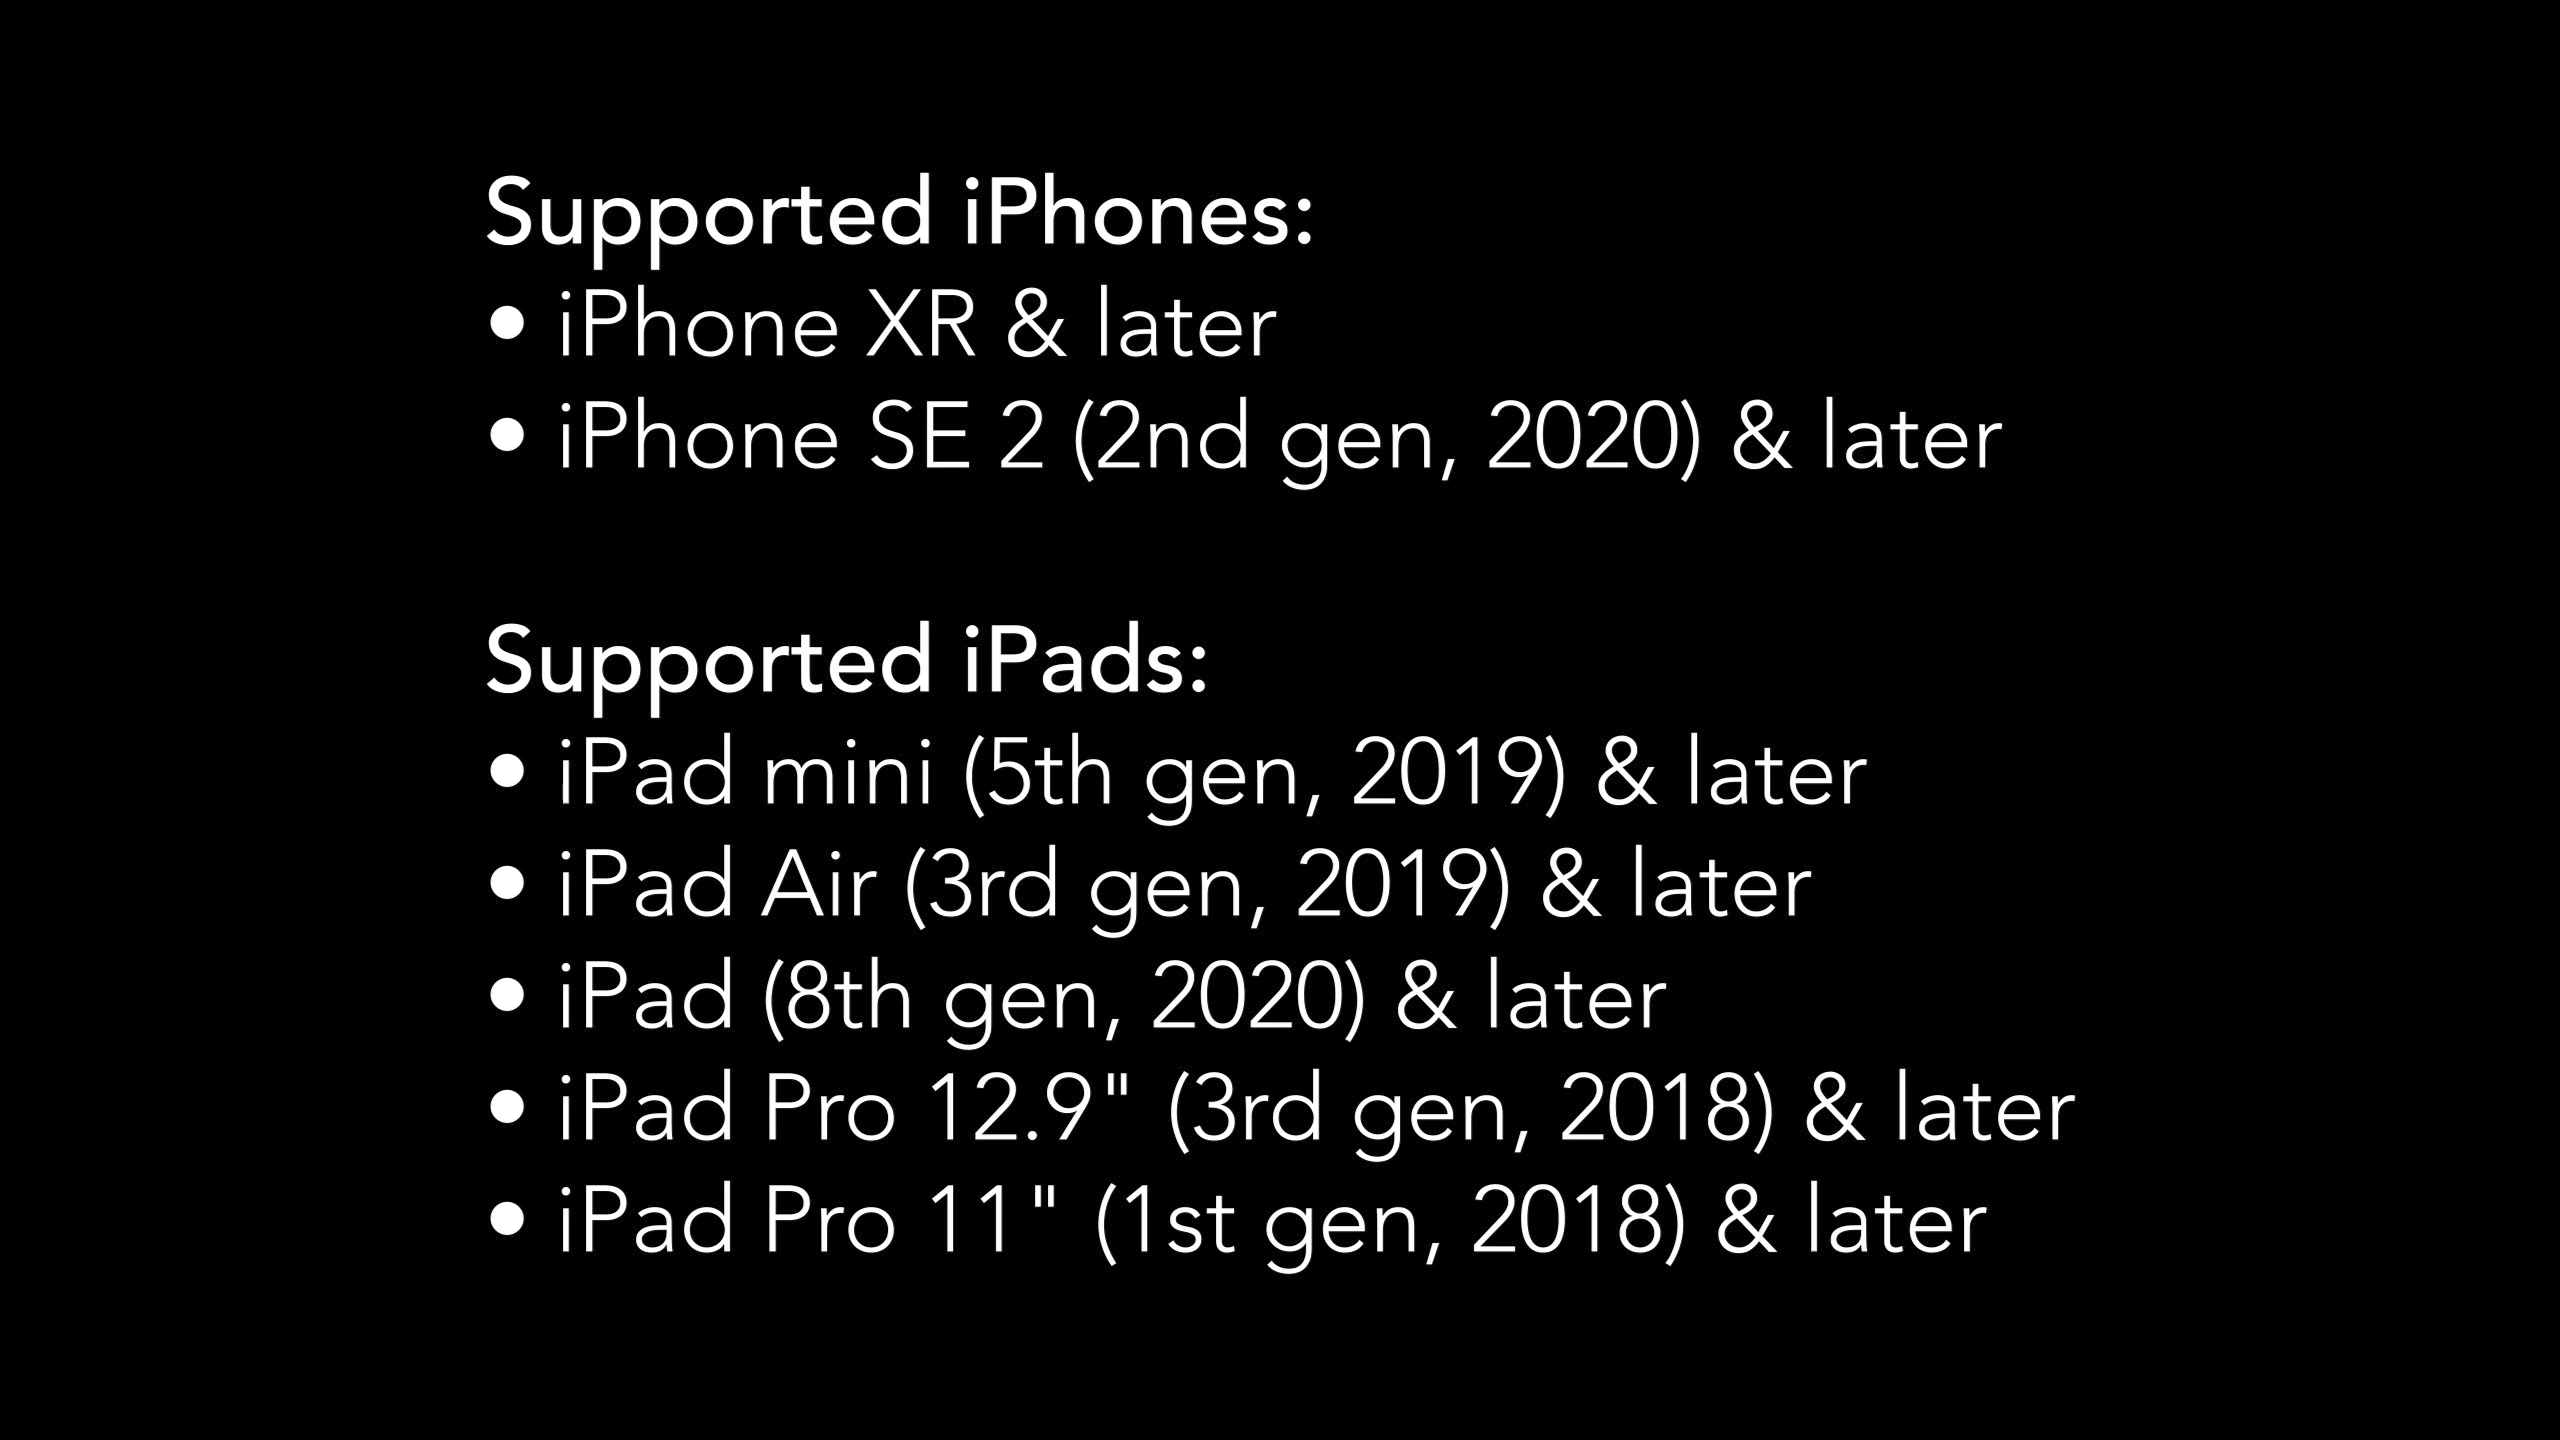 Supported iPhones:
• iPhone XR & later
• iPhone SE 2 (2nd gen, 2020) & later
Supported iPads:
• iPad mini (5th gen, 2019) & later
• iPad Air (3rd gen, 2019) & later
• iPad (8th gen, 2020) & later
• iPad Pro 12.9" (3rd gen, 2018) & later
• iPad Pro 11" (1st gen, 2018) & later